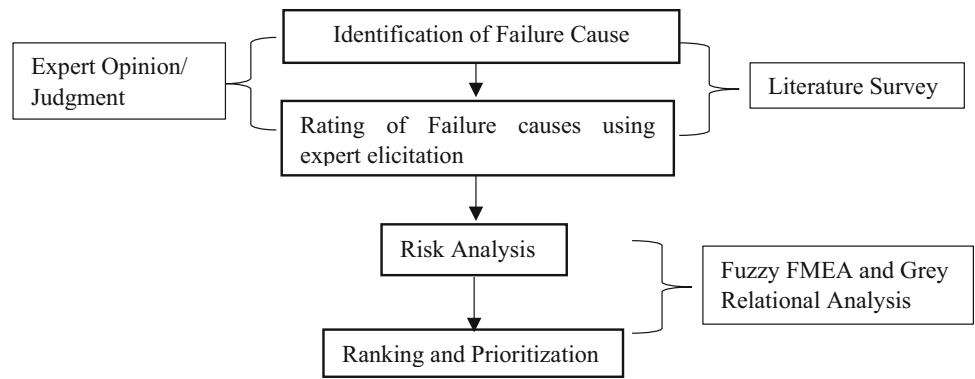 Identification of Failure Cause
Expert Opinion/
Judgment
Literature Survey
Rating of Failure causes using
expert elicitation
Risk Analysis
Fuzzy FMEA and Grey
Relational Analysis
Ranking and Prioritization